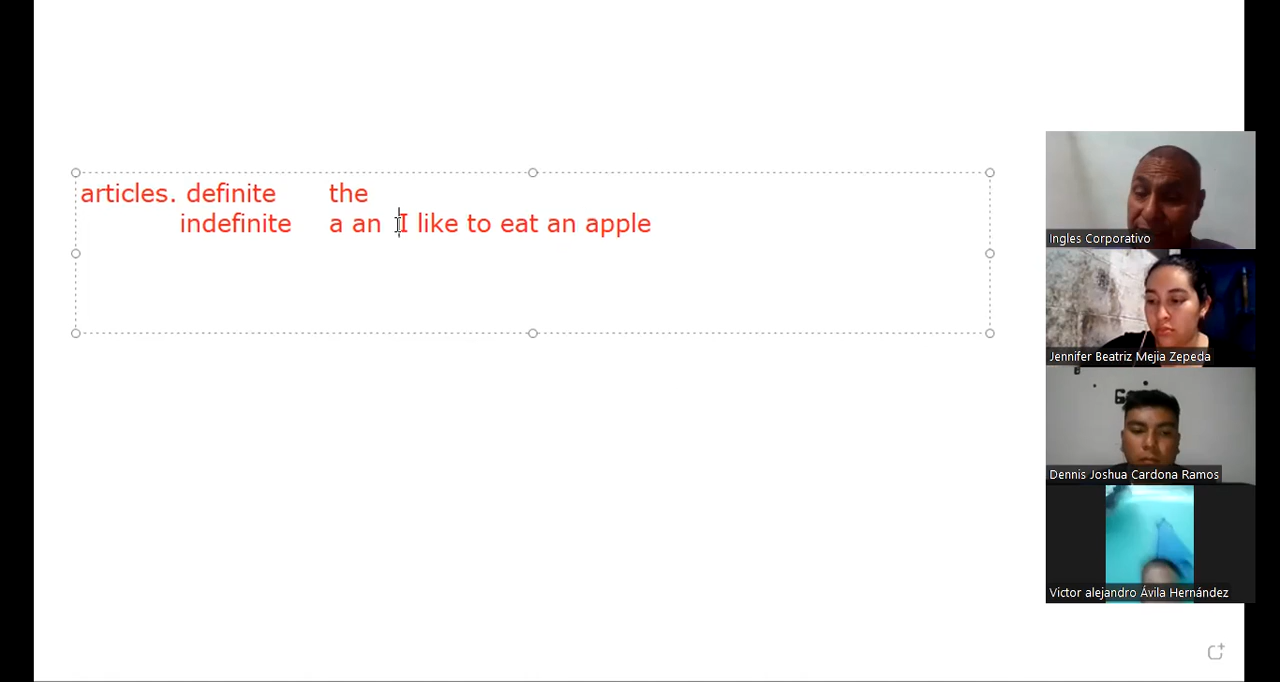 articles. definite the
indefinite a an I like to eat an apple
Ingles Corporativo
Jennifer Beatriz Mejia Zepeda
Dennis Joshua Cardona Ramos
Victor alejandro Ávila Hernández